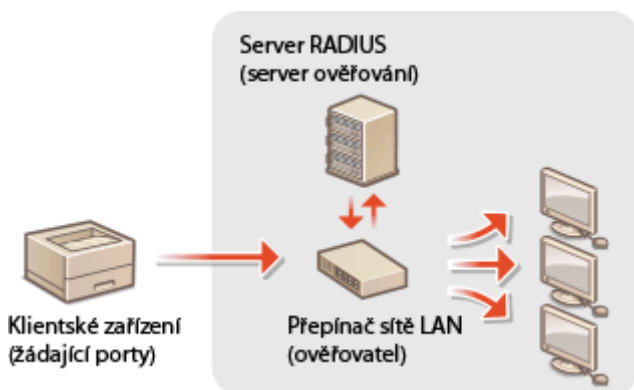 Server RADIUS
(server ověřování)
Klientské zařízení
(žádající porty)
Přepínač sítě LAN
(ověřovatel)